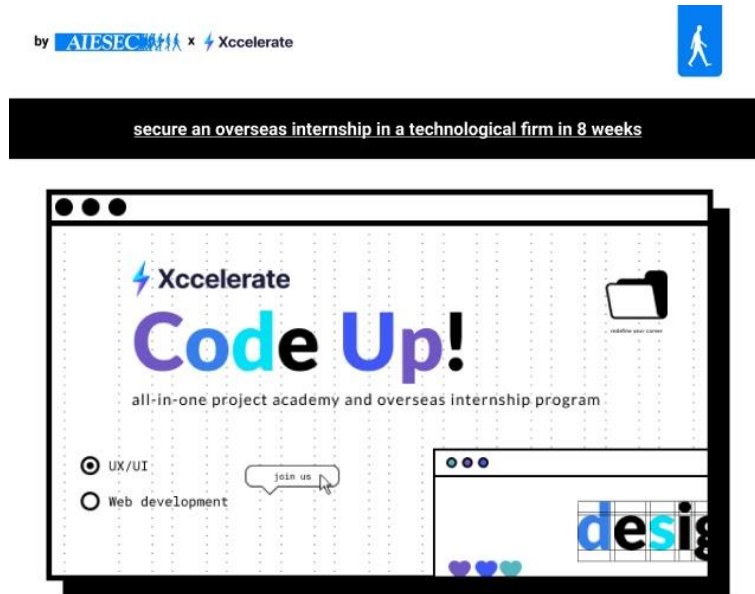 by AIESEC x Xccelerate
secure an overseas internship in a technological firm in 8 weeks
Xccelerate
Code Up!
redefine your career
all-in-one project academy and overseas internship program
UX/UI
join us
Web development
desig